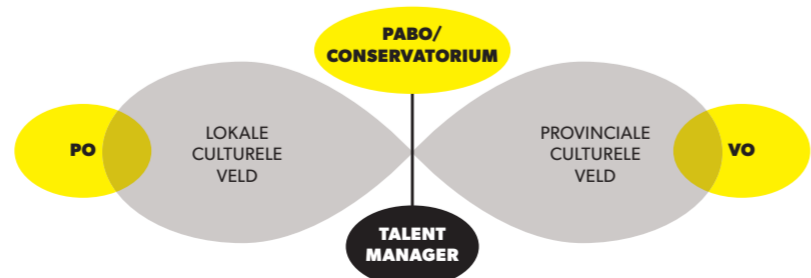 PABO/
CONSERVATORIUM
PO
LOKALE
CULTURELE
VELD
PROVINCIALE
CULTURELE
VELD
VO
TALENT
MANAGER